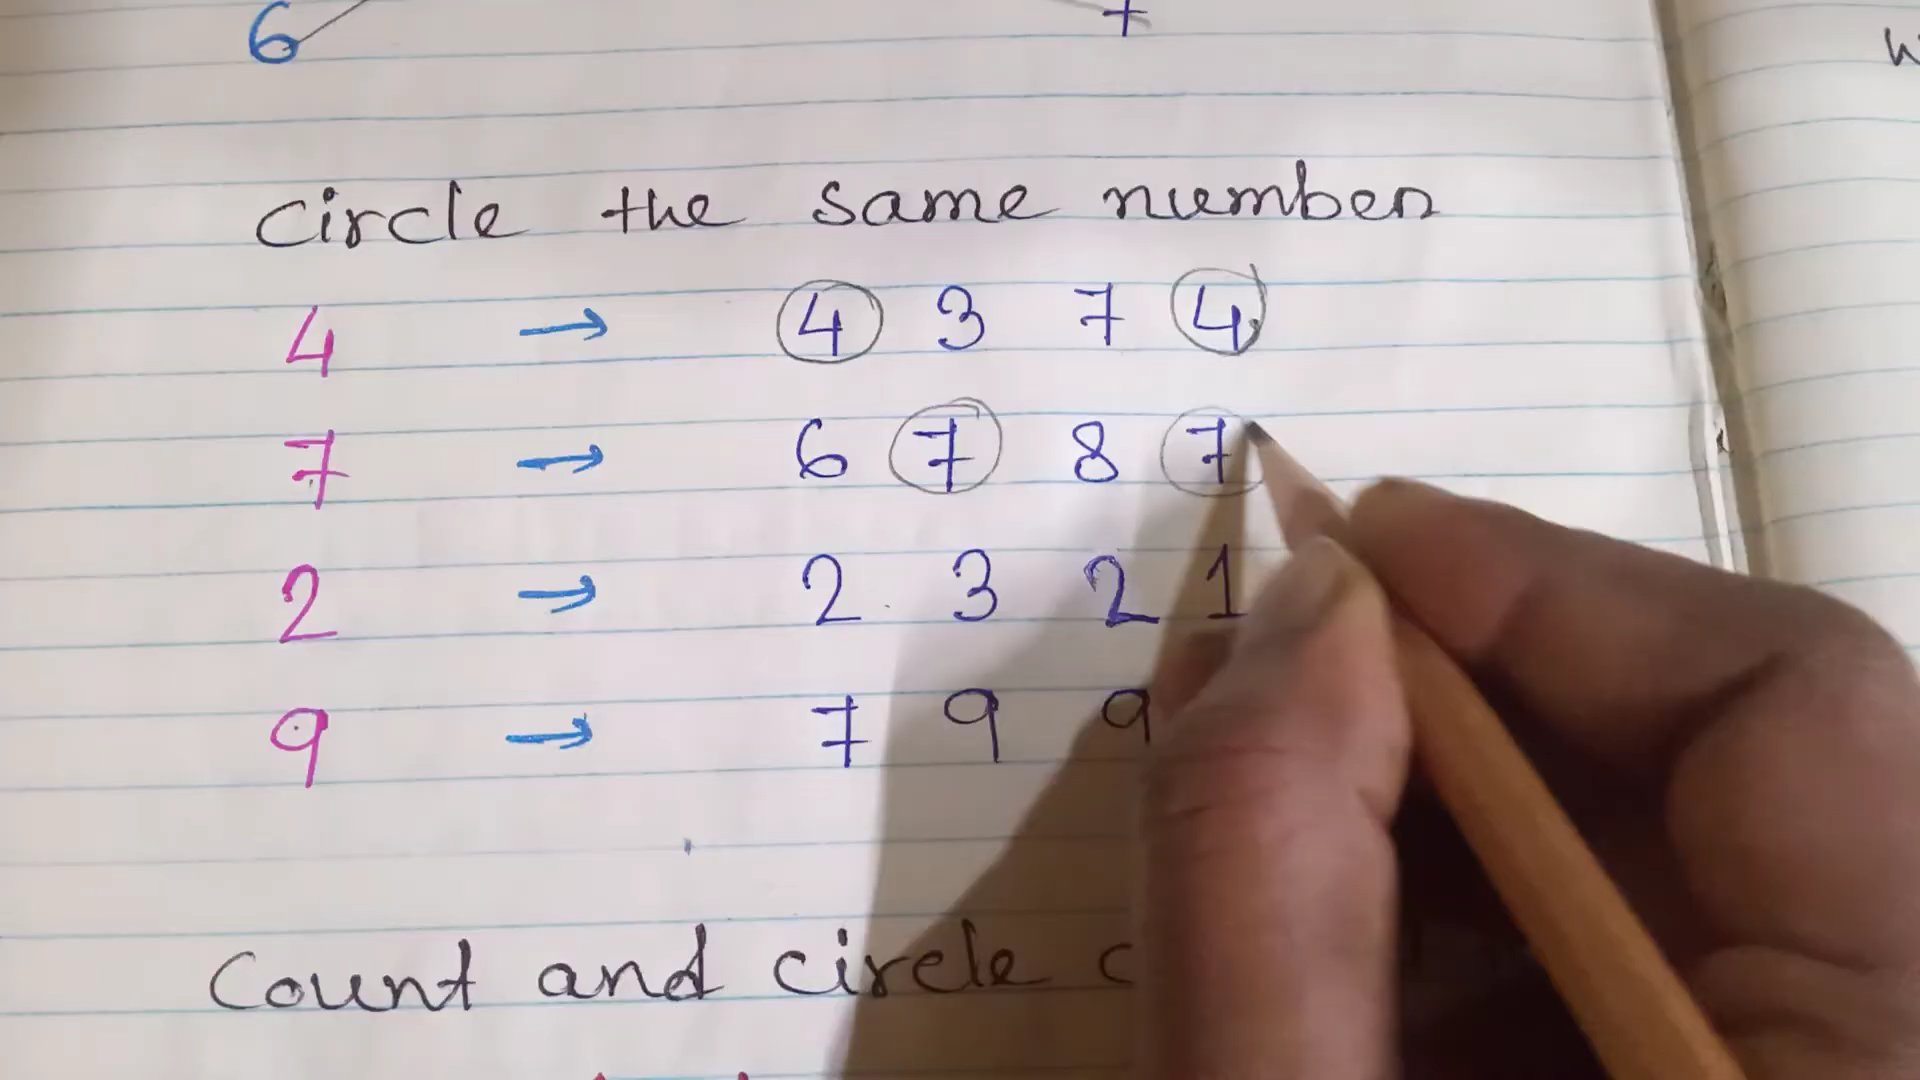 6 7
circle the same number
4 → 4 3 7 4
7 → 6 7 8 7
2 → 2 3 2 1
9 → 7 9 9
Count and circle